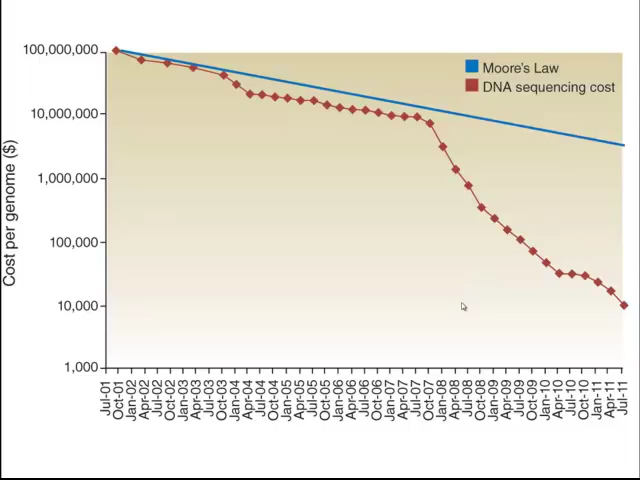 100,000,000
10,000,000
1,000,000
100,000
10,000
1,000
Cost per genome ($)
Moore's Law
DNA sequencing cost
Jul-01
Oct-01
Jan-02
Apr-02
Jul-02
Oct-02
Jan-03
Apr-03
Jul-03
Oct-03
Jan-04
Apr-04
Jul-04
Oct-04
Jan-05
Apr-05
Jul-05
Oct-05
Jan-06
Apr-06
Jul-06
Oct-06
Jan-07
Apr-07
Jul-07
Oct-07
Jan-08
Apr-08
Jul-08
Oct-08
Jan-09
Apr-09
Jul-09
Oct-09
Jan-10
Apr-10
Jul-10
Oct-10
Jan-11
Apr-11
Jul-11